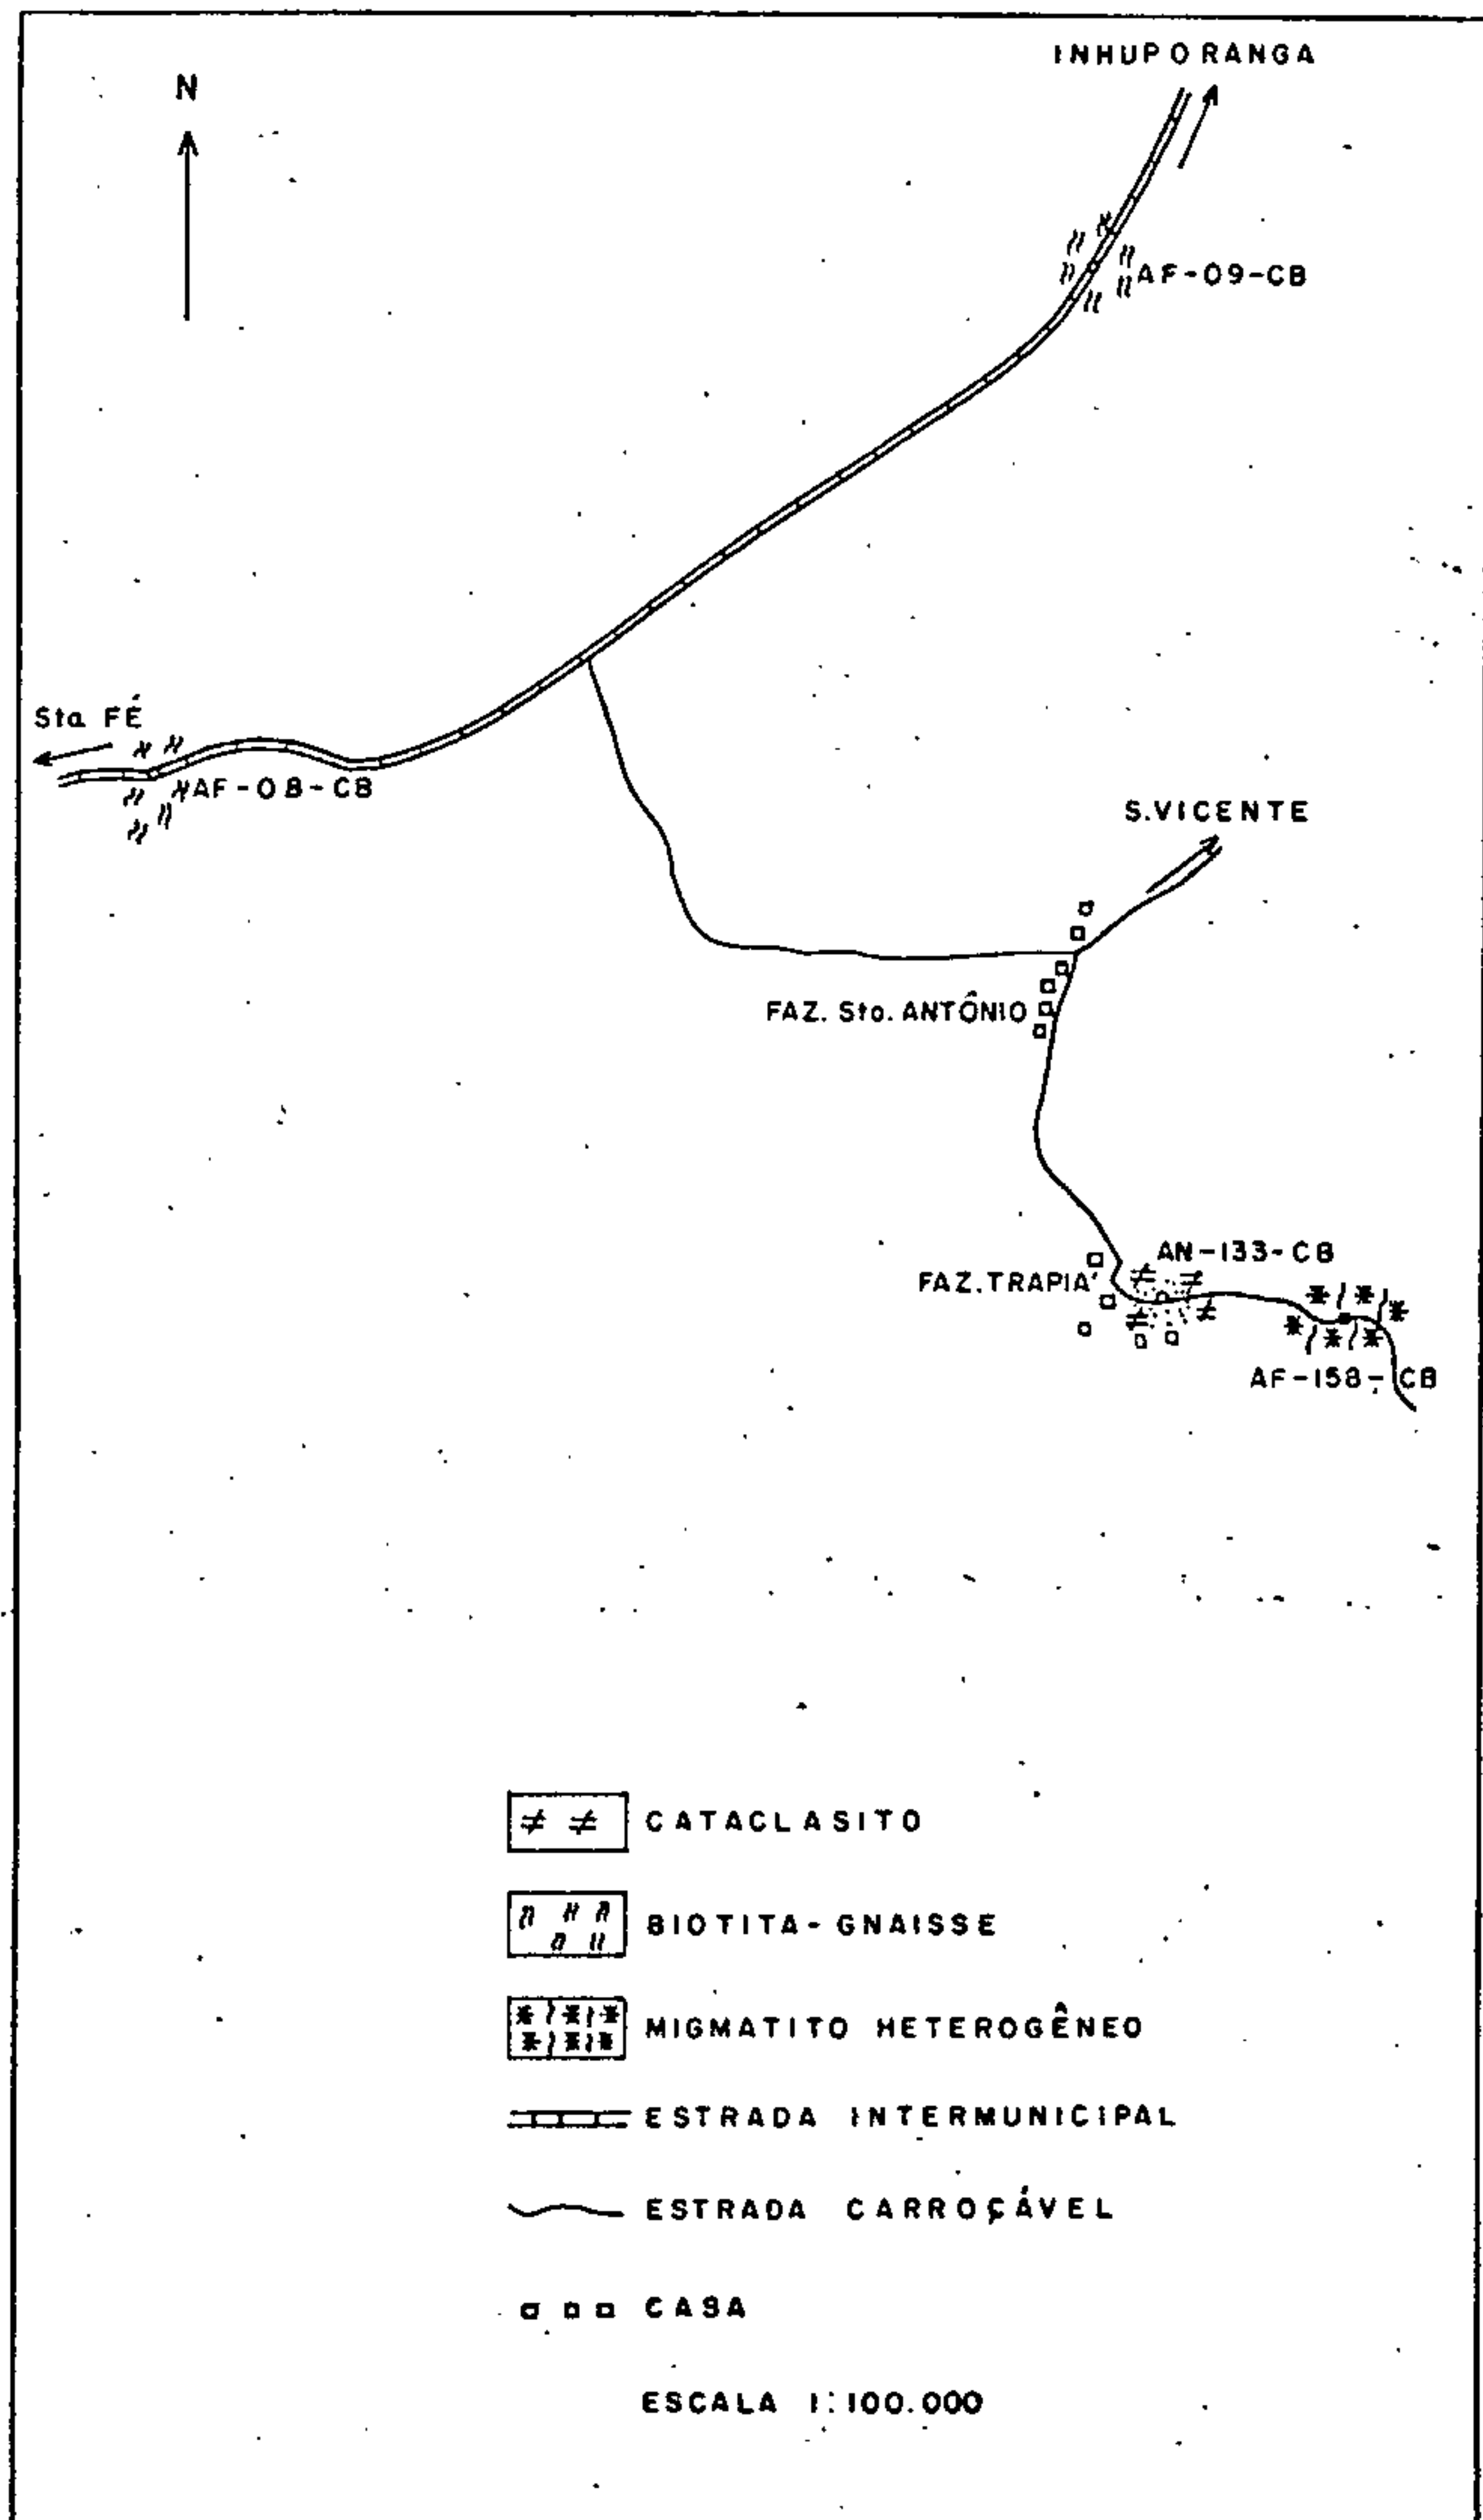 INHUPORANGA
N
AF-09-CB
Sta FÉ
AF-08-CB
S.VICENTE
FAZ. Sto. ANTÔNIO
AN-133-CB
FAZ. TRAPIA'
AF-158-CB
CATACLASITO
BIOTITA-GNAISSE
MIGMATITO HETEROGÊNEO
ESTRADA INTERMUNICIPAL
ESTRADA CARROÇÁVEL
CASA
ESCALA 1:100.000